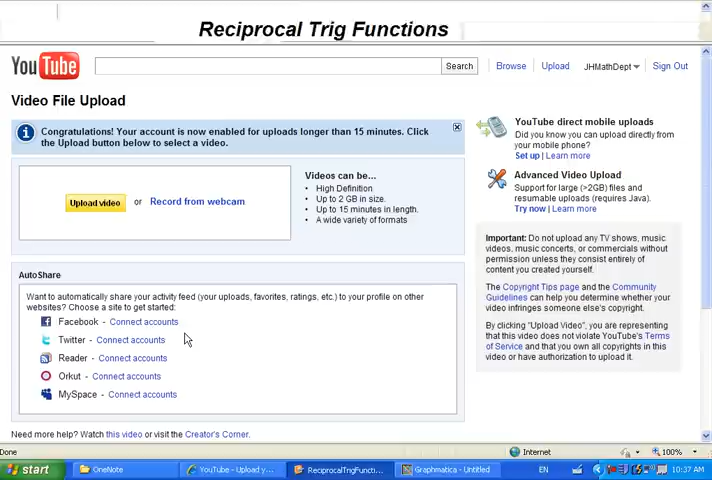 Reciprocal Trig Functions
YouTube Search Browse Upload JHMathDept Sign Out
Video File Upload
Congratulations! Your account is now enabled for uploads longer than 15 minutes. Click
the Upload button below to select a video.
Upload video or Record from webcam
Videos can be...
High Definition
Up to 2 GB in size.
Up to 15 minutes in length.
A wide variety of formats
YouTube direct mobile uploads
Did you know you can upload directly
from your mobile phone?
Set up | Learn more
Advanced Video Upload
Support for large (>2GB) files and
resumable uploads (requires Java).
Try now | Learn more
Important: Do not upload any TV shows, music
videos, music concerts, or commercials without
permission unless they consist entirely of
content you created yourself.
The Copyright Tips page and the Community
Guidelines can help you determine whether your
video infringes someone else's copyright.
By clicking "Upload Video", you are representing
that this video does not violate YouTube's Terms
of Service and that you own all copyrights in this
video or have authorization to upload it.
AutoShare
Want to automatically share your activity feed (your uploads, favorites, ratings, etc.) to your profile on other
websites? Choose a site to get started:
Facebook - Connect accounts
Twitter - Connect accounts
Reader - Connect accounts
Orkut - Connect accounts
MySpace - Connect accounts
Need more help? Watch this video or visit the Creator's Corner.
Done Internet 100%
start OneNote YouTube - Upload y... ReciprocalTrigFuncti... Graphmatica - Untitled EN 10:37 AM